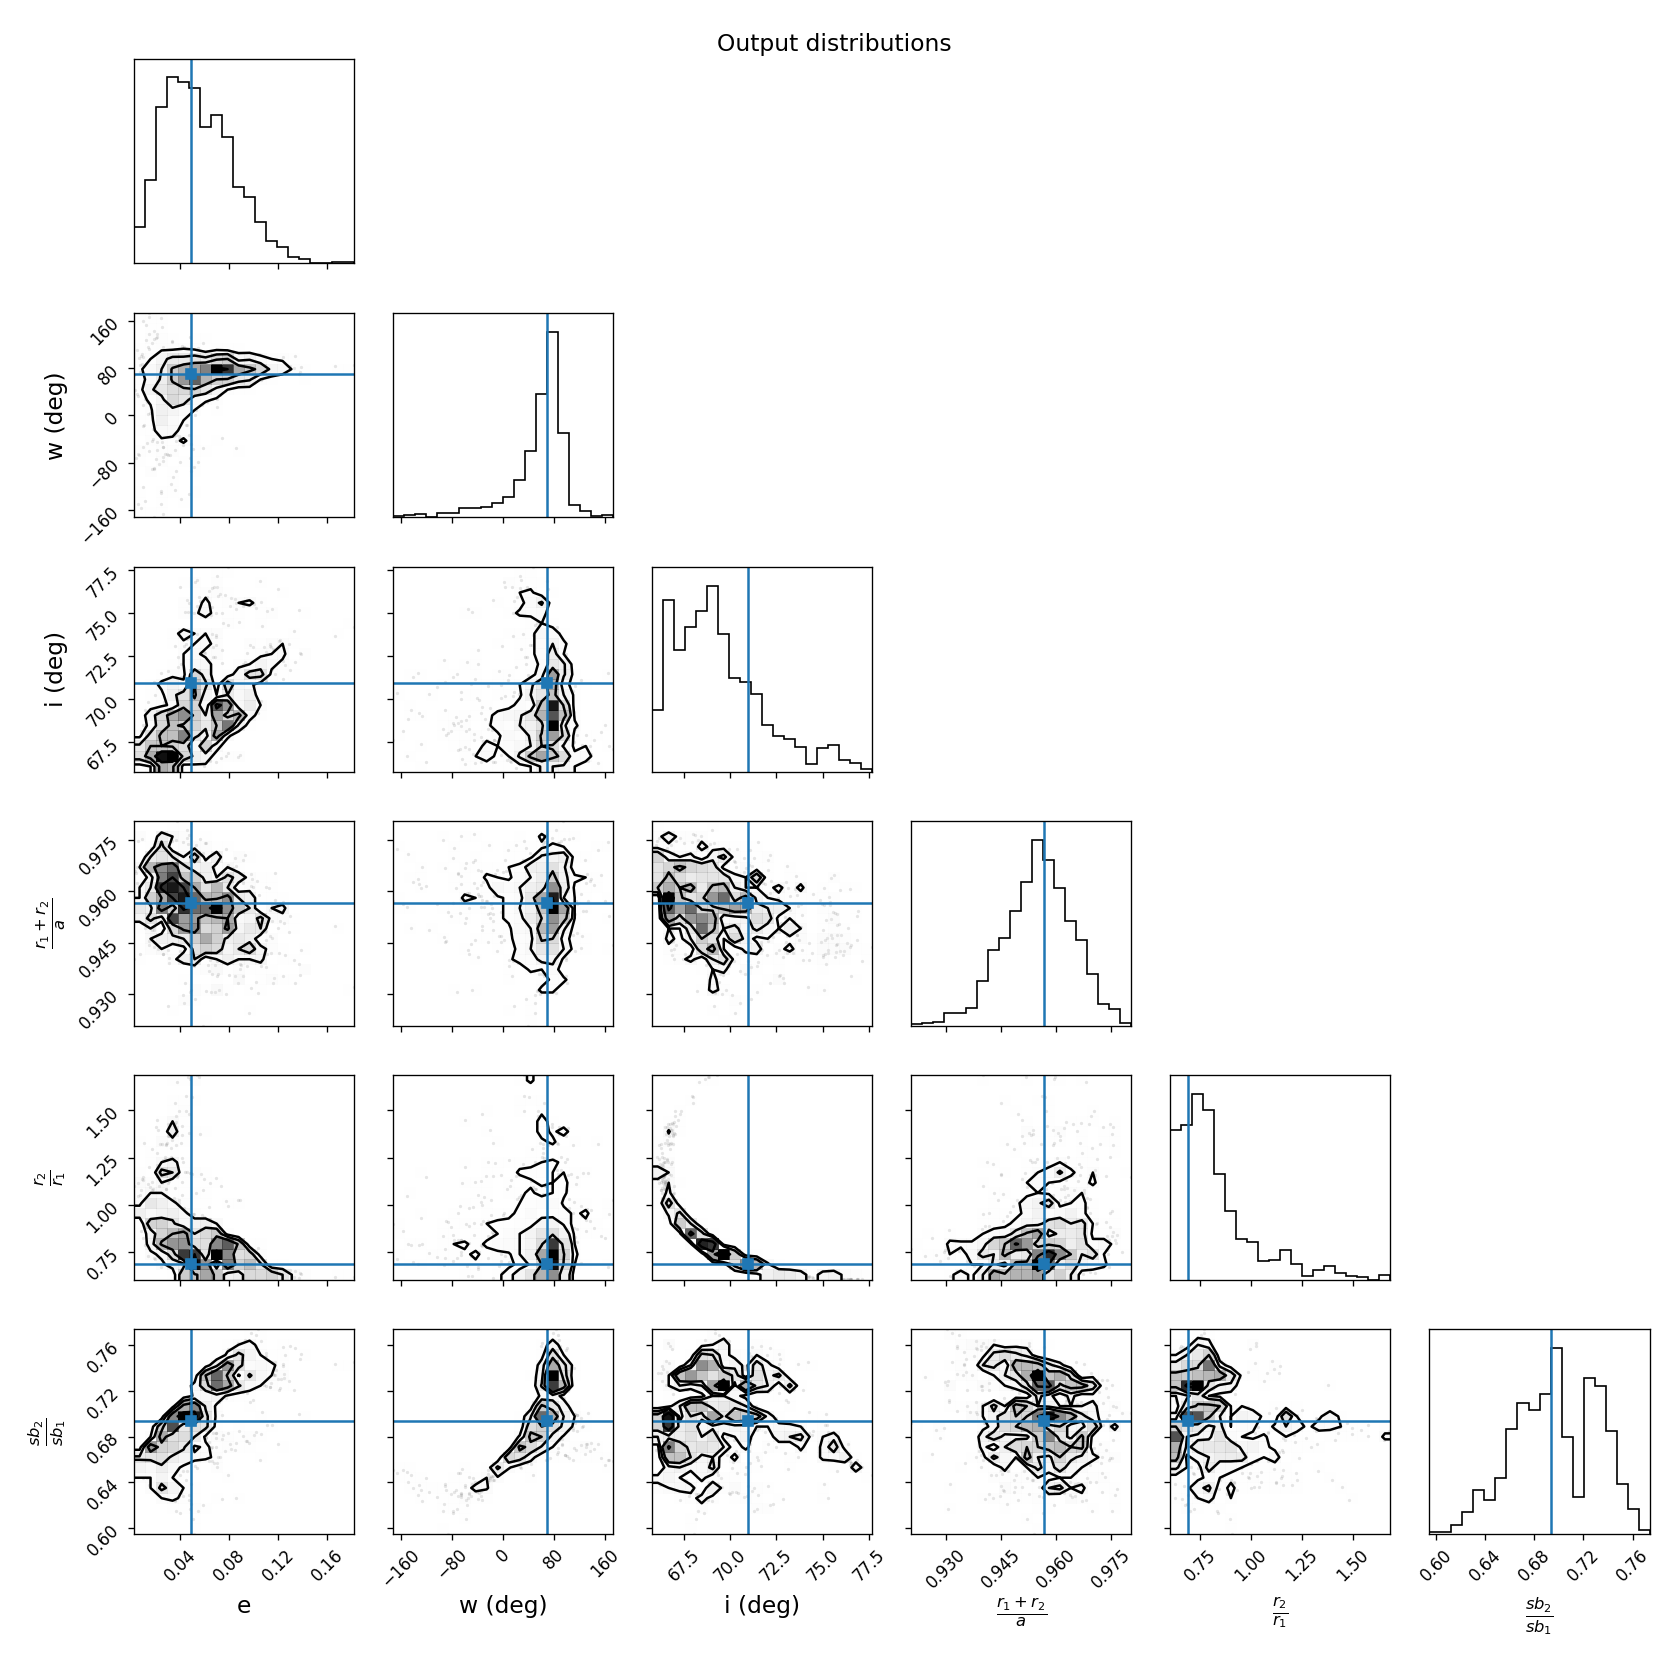 Output distributions
160
80
0
−80
−160
w (deg)
77.5
75.0
72.5
70.0
67.5
i (deg)
0.975
0.960
0.945
0.930
r₁ + r₂
a
1.50
1.25
1.00
0.75
r₂
r₁
0.76
0.72
0.68
0.64
0.60
sb₂
sb₁
0.04 0.08 0.12 0.16 −160 −80 0 80 160 67.5 70.0 72.5 75.0 77.5 0.930 0.945 0.960 0.975 0.75 1.00 1.25 1.50 0.60 0.64 0.68 0.72 0.76
e w (deg) i (deg) r₁ + r₂ r₂ sb₂
a r₁ sb₁